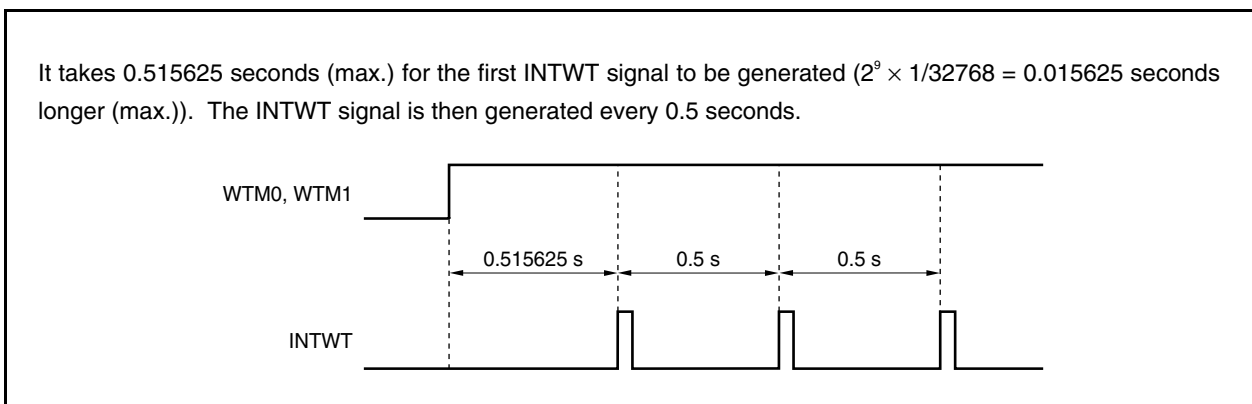 It takes 0.515625 seconds (max.) for the first INTWT signal to be generated (2⁹ × 1/32768 = 0.015625 seconds
longer (max.)). The INTWT signal is then generated every 0.5 seconds.
WTM0, WTM1
0.515625 s 0.5 s 0.5 s
INTWT